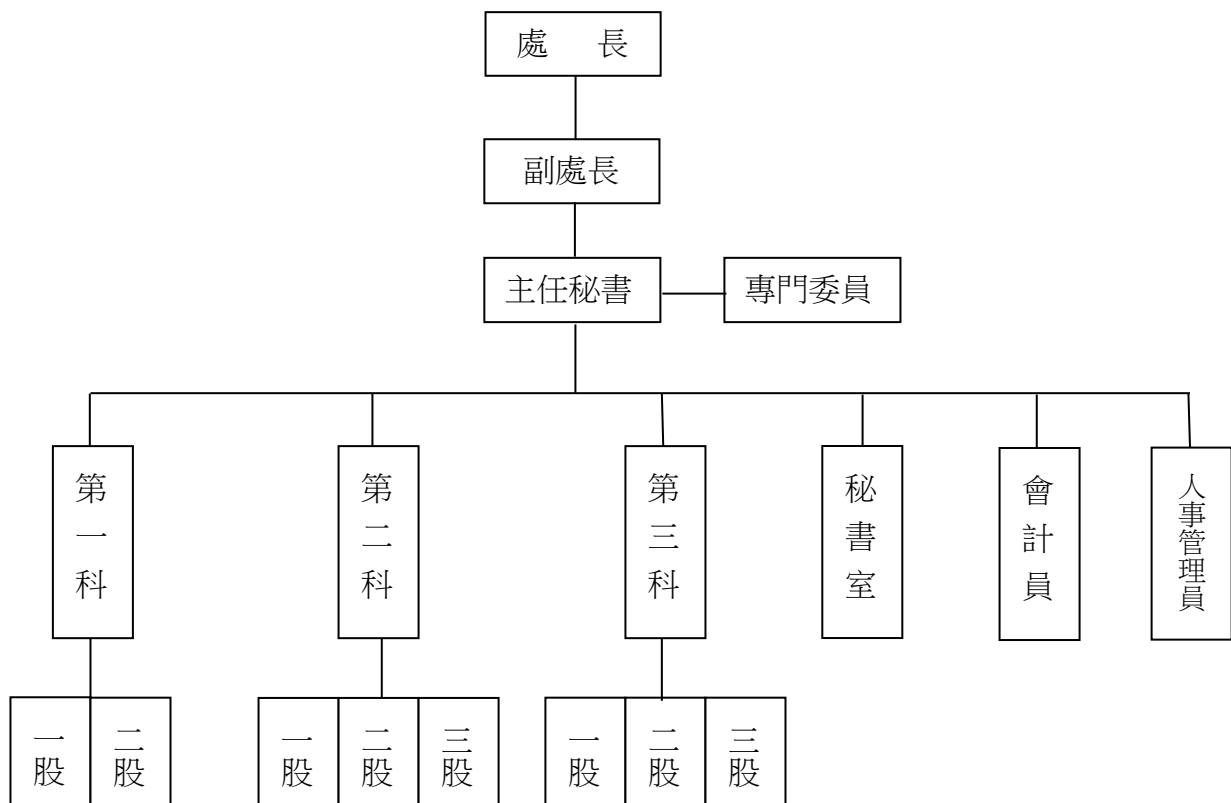 處 長
副處長
主任秘書
專門委員
第一科
第二科
第三科
秘書室
會計員
人事管理員
一股
二股
一股
二股
三股
一股
二股
三股